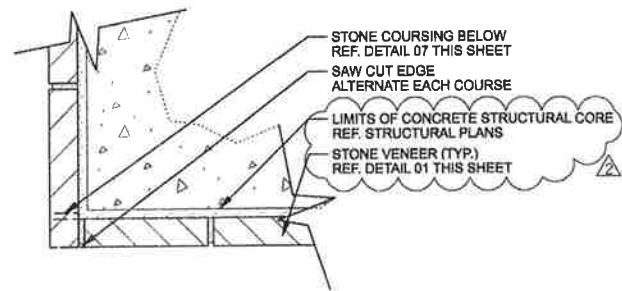 STONE COURSING BELOW
REF. DETAIL 07 THIS SHEET
SAW CUT EDGE
ALTERNATE EACH COURSE
LIMITS OF CONCRETE STRUCTURAL CORE
REF. STRUCTURAL PLANS
STONE VENEER (TYP.)
REF. DETAIL 01 THIS SHEET
2